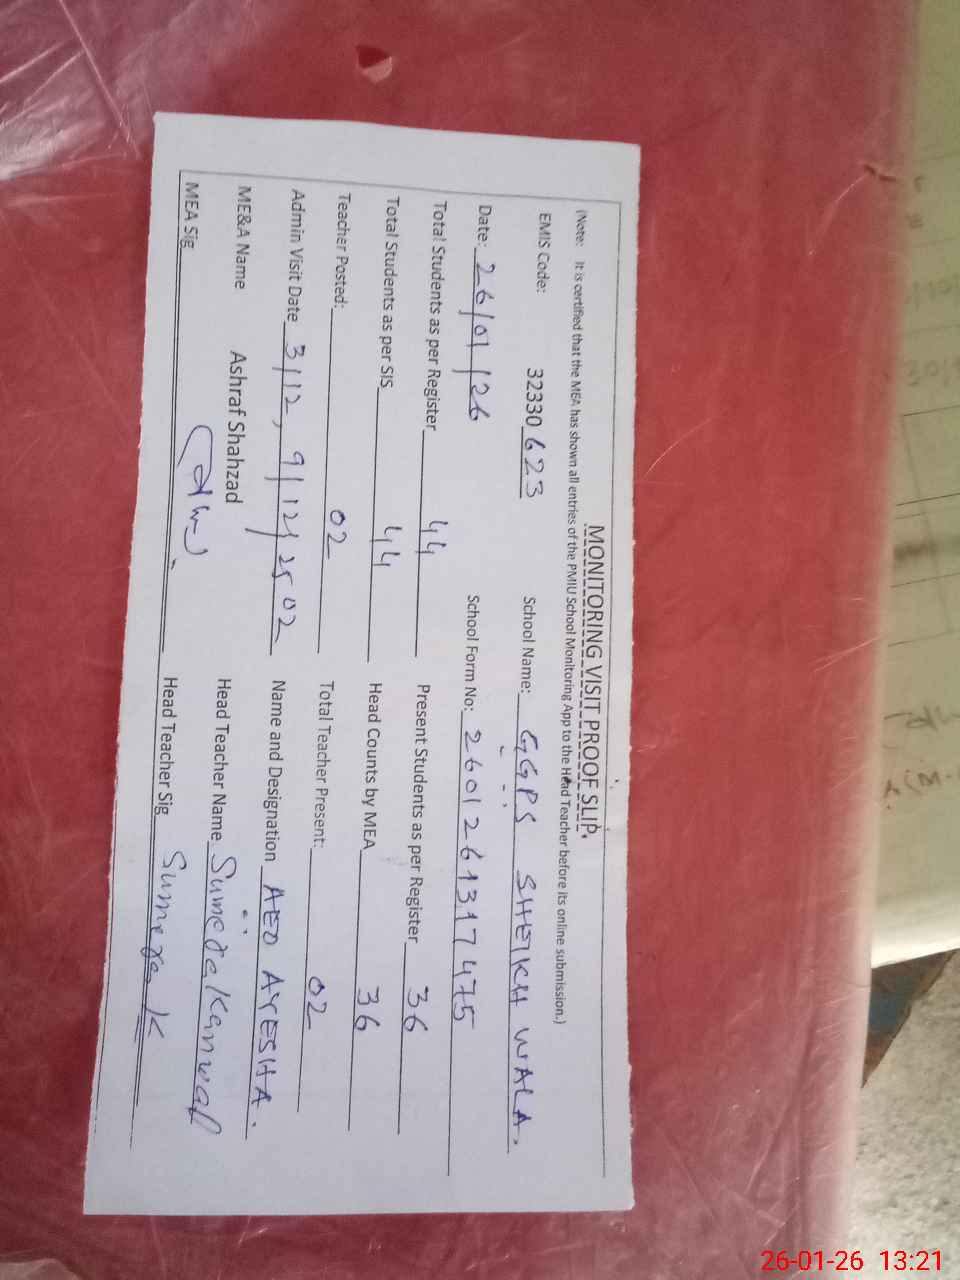 MONITORING VISIT PROOF SLIP.
(Note: It is certified that the MEA has shown all entries of the PMIU School Monitoring App to the Head Teacher before its online submission.)
EMIS Code: 32330 623 School Name: GGPS SHEIKH WALA.
Date: 26/01/26 School Form No: 2601261317475
Total Students as per Register 44 Present Students as per Register 36
Total Students as per SIS 44 Head Counts by MEA 36
Teacher Posted: 02 Total Teacher Present: 02
Admin Visit Date 3/12, 9/12/25 02 Name and Designation AEO AYESHA.
ME&A Name Ashraf Shahzad Head Teacher Name Sumera Kanwal
MEA Sig Head Teacher Sig Sumera K
26-01-26 13:21